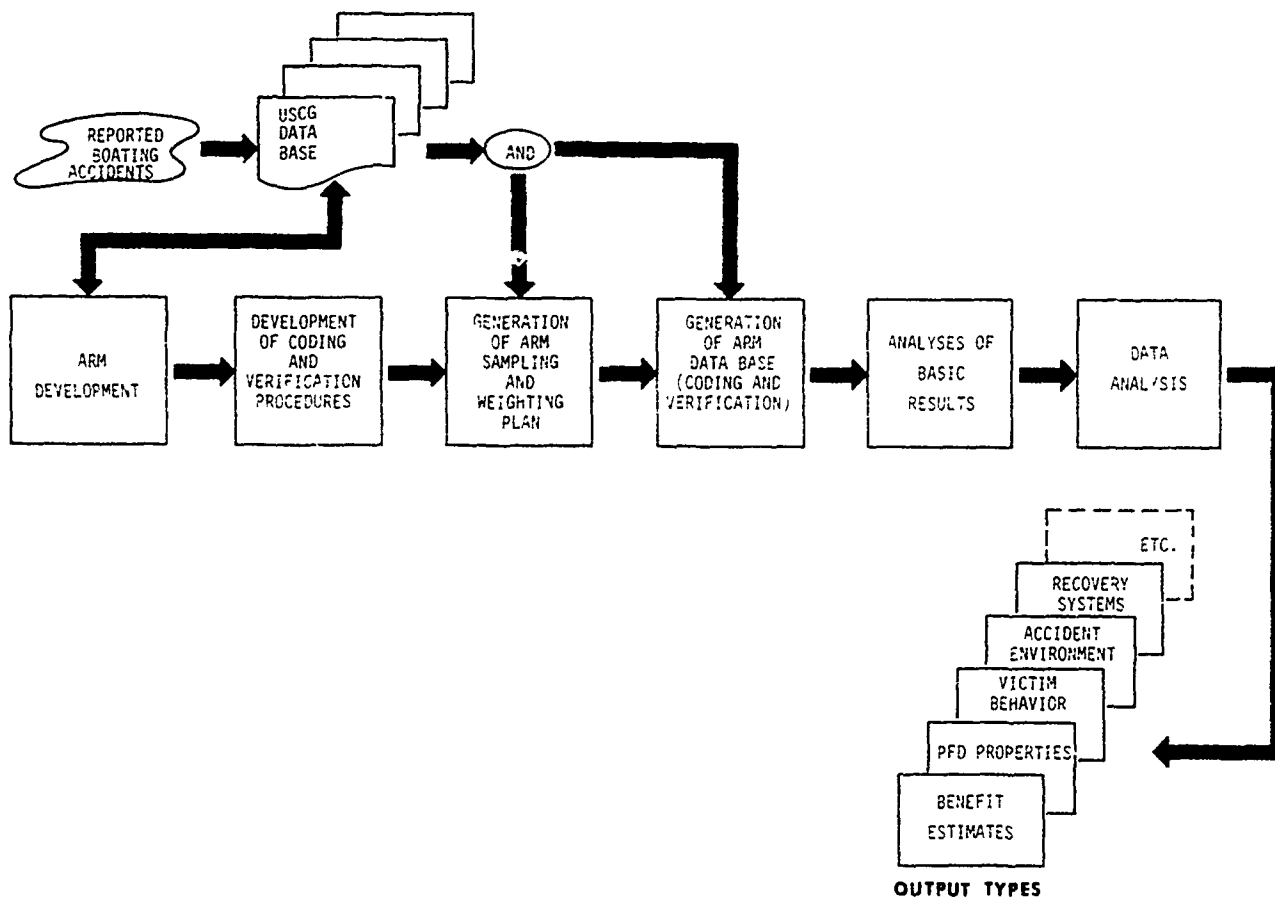 REPORTED
BOATING
ACCIDENTS
USCG
DATA
BASE
AND
ARM
DEVELOPMENT
DEVELOPMENT
OF CODING
AND
VERIFICATION
PROCEDURES
GENERATION
OF ARM
SAMPLING
AND
WEIGHTING
PLAN
GENERATION
OF ARM
DATA BASE
(CODING AND
VERIFICATION)
ANALYSES OF
BASIC
RESULTS
DATA
ANALYSIS
ETC.
RECOVERY
SYSTEMS
ACCIDENT
ENVIRONMENT
VICTIM
BEHAVIOR
PFD PROPERTIES
BENEFIT
ESTIMATES
OUTPUT TYPES